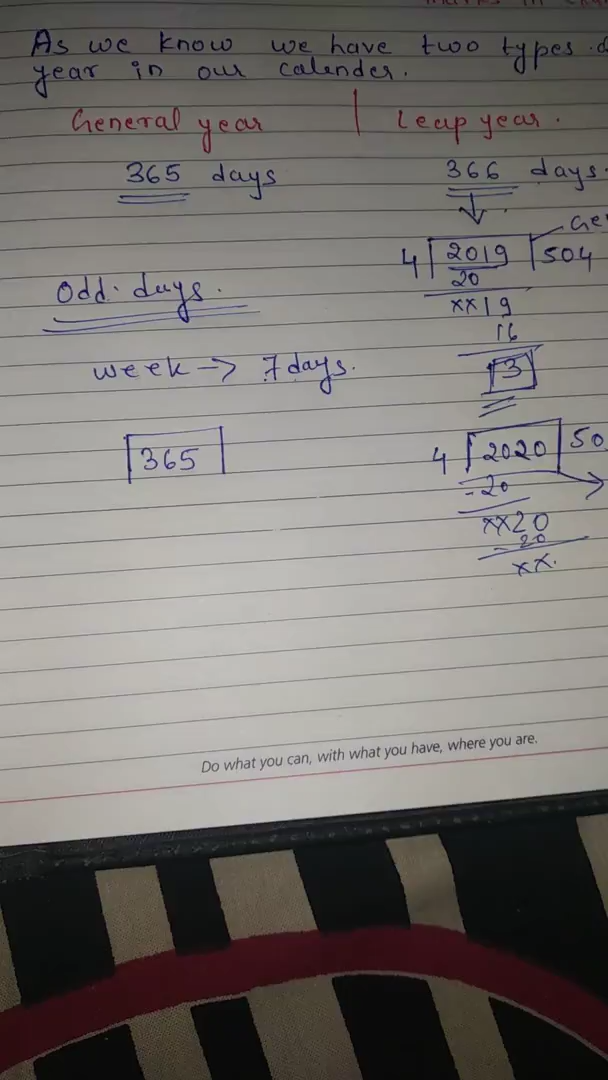 As we know we have two types
year in our calender.
General year | Leap year.
365 days
366 days.
Ge
4 2019 504
20
xx19
16
3
Odd. days.
week -> 7 days.
365
4 2020 50
-20
xx20
-20
xx.
Do what you can, with what you have, where you are.